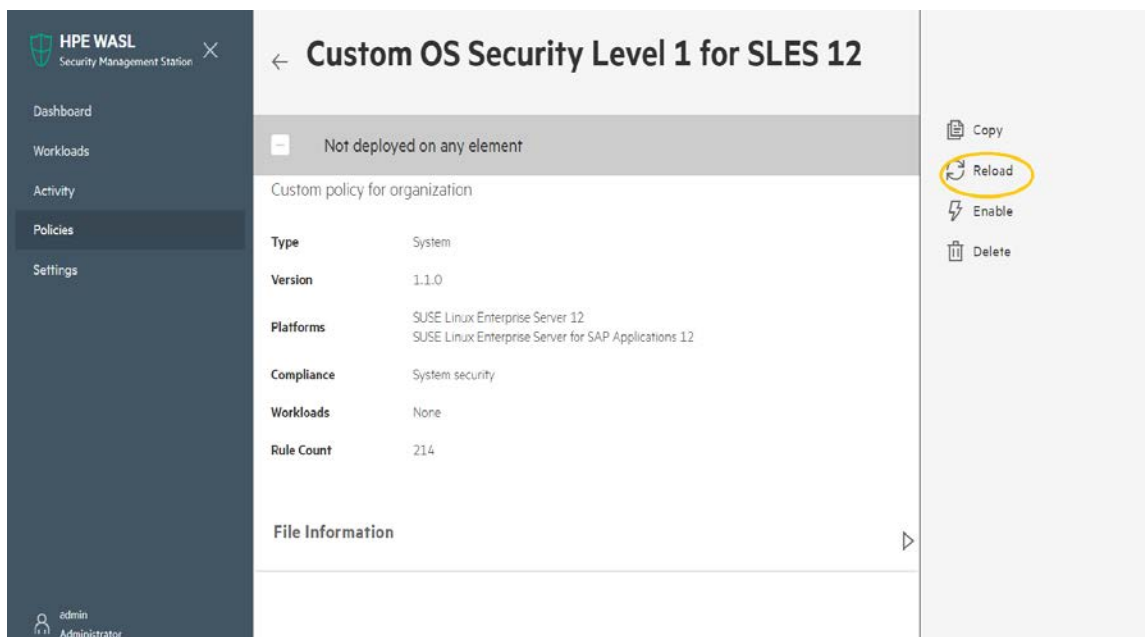 HPE WASL
Security Management Station
Dashboard
Workloads
Activity
Policies
Settings
admin
Administrator
Custom OS Security Level 1 for SLES 12
Not deployed on any element
Custom policy for organization
Type System
Version 1.1.0
Platforms SUSE Linux Enterprise Server 12
SUSE Linux Enterprise Server for SAP Applications 12
Compliance System security
Workloads None
Rule Count 214
File Information
Copy
Reload
Enable
Delete